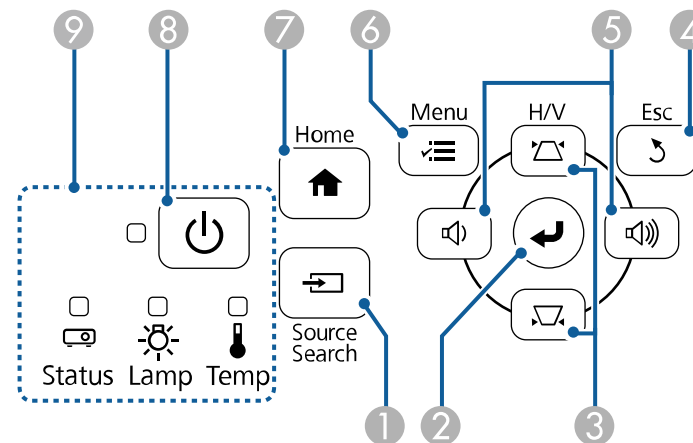 9 8 7 6 5 4
Menu H/V Esc
Home
Source
Search
Status Lamp Temp
1 2 3